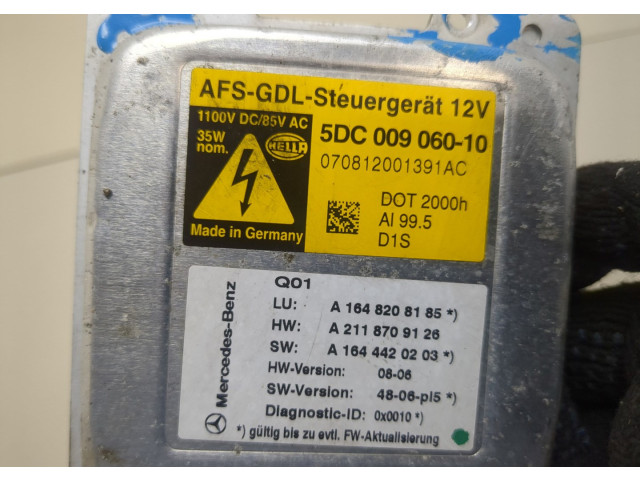 AFS-GDL-Steuergerät 12V
1100V DC/85V AC
35W
nom.
HELLA
5DC 009 060-10
070812001391AC
DOT 2000h
Al 99.5
D1S
Made in Germany
Mercedes-Benz
Q01
LU: A 164 820 81 85 *)
HW: A 211 870 91 26
SW: A 164 442 02 03 *)
HW-Version: 08-06
SW-Version: 48-06-pl5 *)
Diagnostic-ID: 0x0010 *)
*) gültig bis zu evtl. FW-Aktualisierung